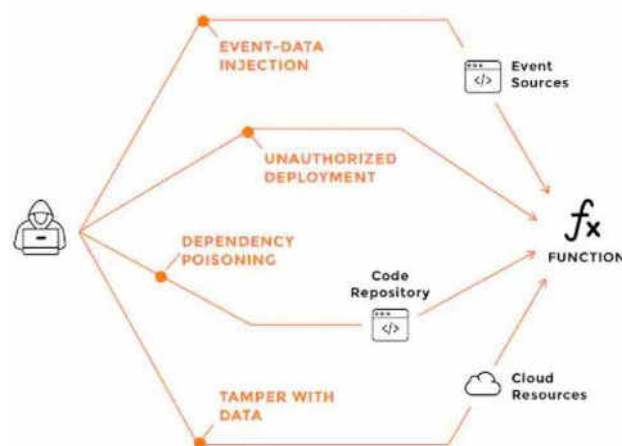 EVENT-DATA
INJECTION
Event
Sources
</>
UNAUTHORIZED
DEPLOYMENT
fx
FUNCTION
DEPENDENCY
POISONING
Code
Repository
</>
TAMPER WITH
DATA
Cloud
Resources